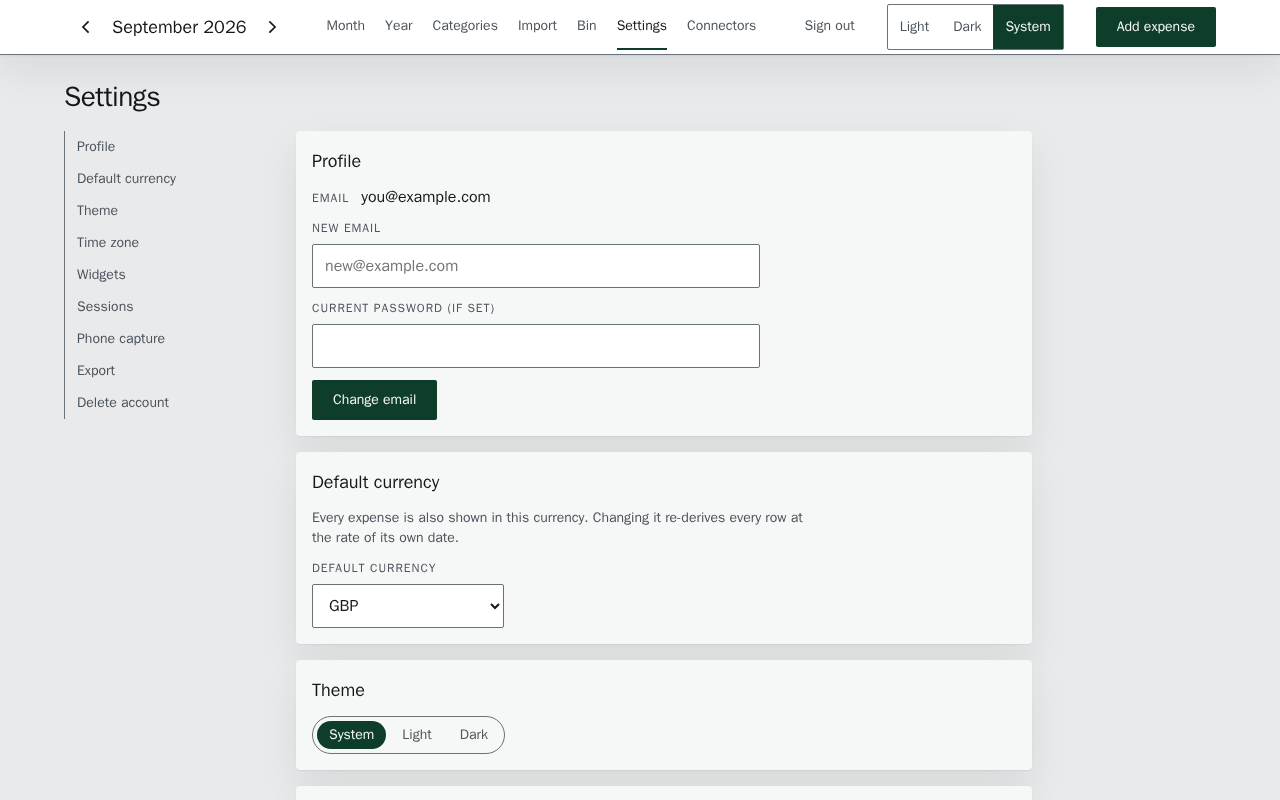 September 2026
Month
Year
Categories
Import
Bin
Settings
Connectors
Sign out
Light
Dark
System
Add expense
Settings
Profile
Default currency
Theme
Time zone
Widgets
Sessions
Phone capture
Export
Delete account
Profile
EMAIL you@example.com
NEW EMAIL
new@example.com
CURRENT PASSWORD (IF SET)
Change email
Default currency
Every expense is also shown in this currency. Changing it re-derives every row at
the rate of its own date.
DEFAULT CURRENCY
GBP
Theme
System
Light
Dark